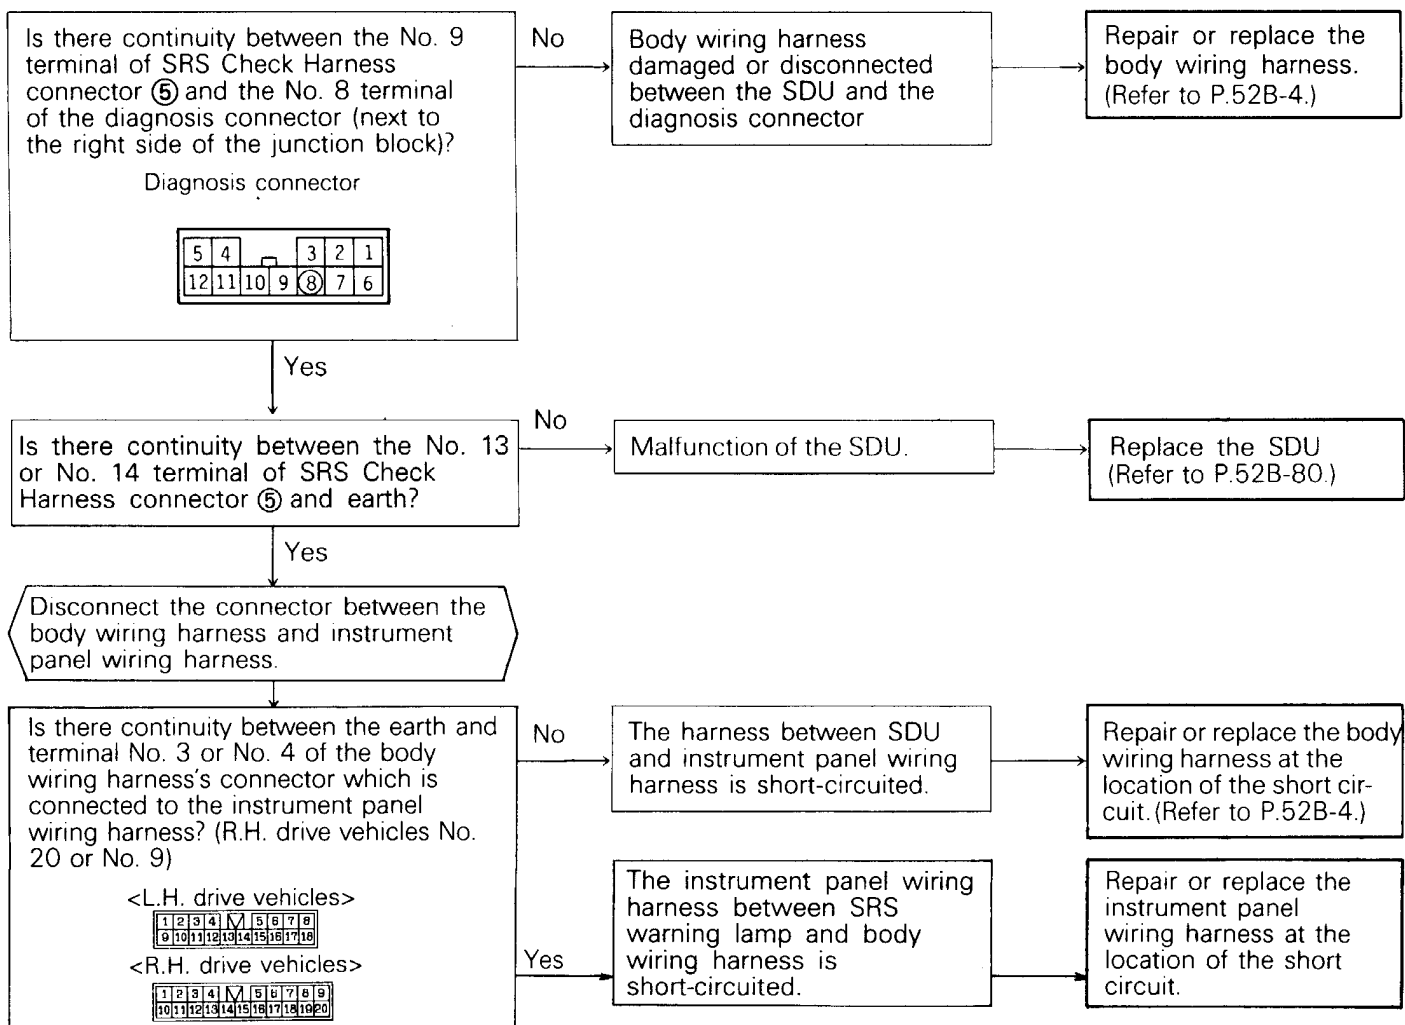 Is there continuity between the No. 9
terminal of SRS Check Harness
connector ⑤ and the No. 8 terminal
of the diagnosis connector (next to
the right side of the junction block)?
Diagnosis connector
5 4 3 2 1
12 11 10 9 8 7 6
No
Body wiring harness
damaged or disconnected
between the SDU and the
diagnosis connector
Repair or replace the
body wiring harness.
(Refer to P.52B-4.)
Yes
Is there continuity between the No. 13
or No. 14 terminal of SRS Check
Harness connector ⑤ and earth?
No
Malfunction of the SDU.
Replace the SDU
(Refer to P.52B-80.)
Yes
Disconnect the connector between the
body wiring harness and instrument
panel wiring harness.
Is there continuity between the earth and
terminal No. 3 or No. 4 of the body
wiring harness's connector which is
connected to the instrument panel
wiring harness? (R.H. drive vehicles No.
20 or No. 9)
<L.H. drive vehicles>
1 2 3 4 5 6 7 8
9 10 11 12 13 14 15 16 17 18
<R.H. drive vehicles>
1 2 3 4 5 6 7 8 9
10 11 12 13 14 15 16 17 18 19 20
No
The harness between SDU
and instrument panel wiring
harness is short-circuited.
Repair or replace the body
wiring harness at the
location of the short cir-
cuit. (Refer to P.52B-4.)
Yes
The instrument panel wiring
harness between SRS
warning lamp and body
wiring harness is
short-circuited.
Repair or replace the
instrument panel
wiring harness at the
location of the short
circuit.